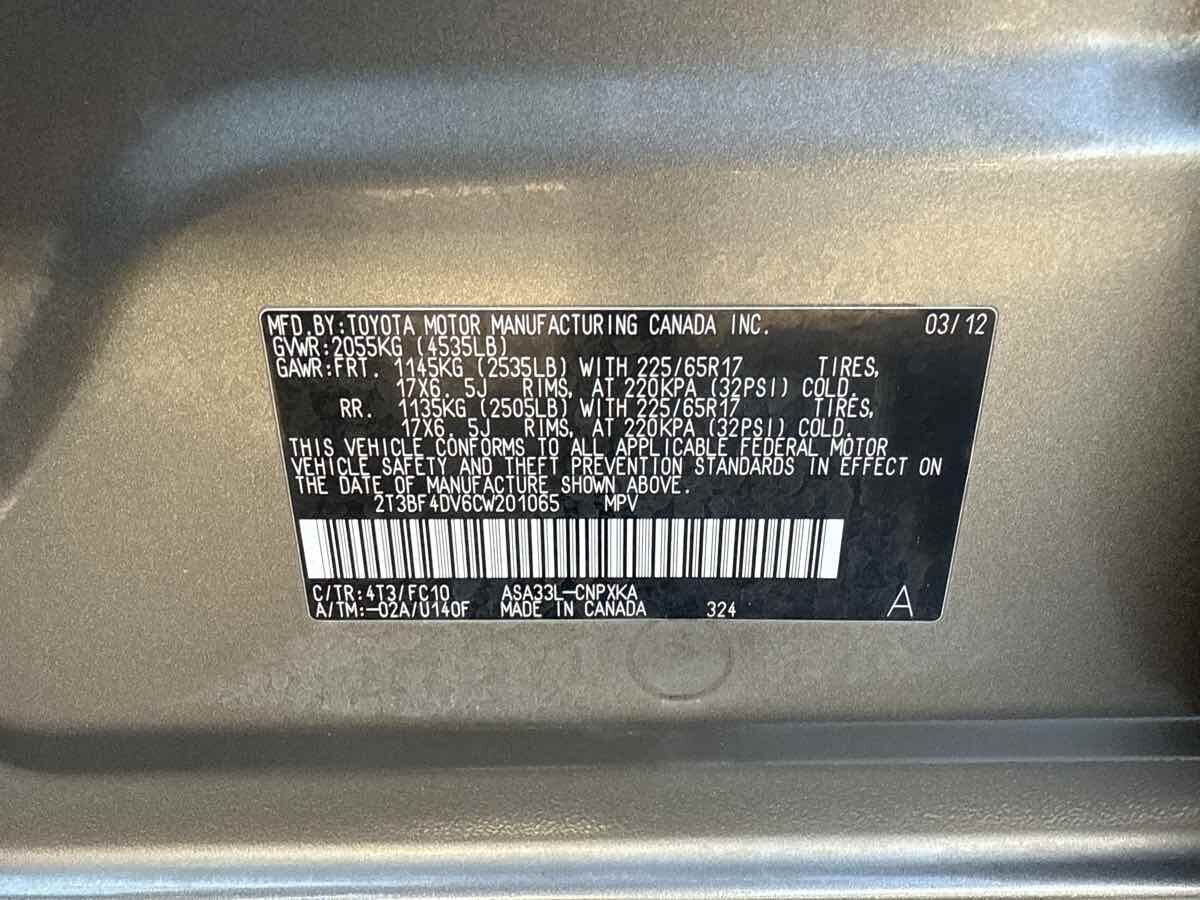 MFD.BY:TOYOTA MOTOR MANUFACTURING CANADA INC. 03/12
GVWR:2055KG (4535LB)
GAWR:FRT. 1145KG (2535LB) WITH 225/65R17 TIRES,
17X6. 5J RIMS, AT 220KPA (32PSI) COLD.
RR. 1135KG (2505LB) WITH 225/65R17 TIRES,
17X6. 5J RIMS, AT 220KPA (32PSI) COLD.
THIS VEHICLE CONFORMS TO ALL APPLICABLE FEDERAL MOTOR
VEHICLE SAFETY AND THEFT PREVENTION STANDARDS IN EFFECT ON
THE DATE OF MANUFACTURE SHOWN ABOVE.
2T3BF4DV6CW201065 MPV
C/TR:4T3/FC10 ASA33L-CNPXKA
A/TM:-02A/U140F MADE IN CANADA 324 A